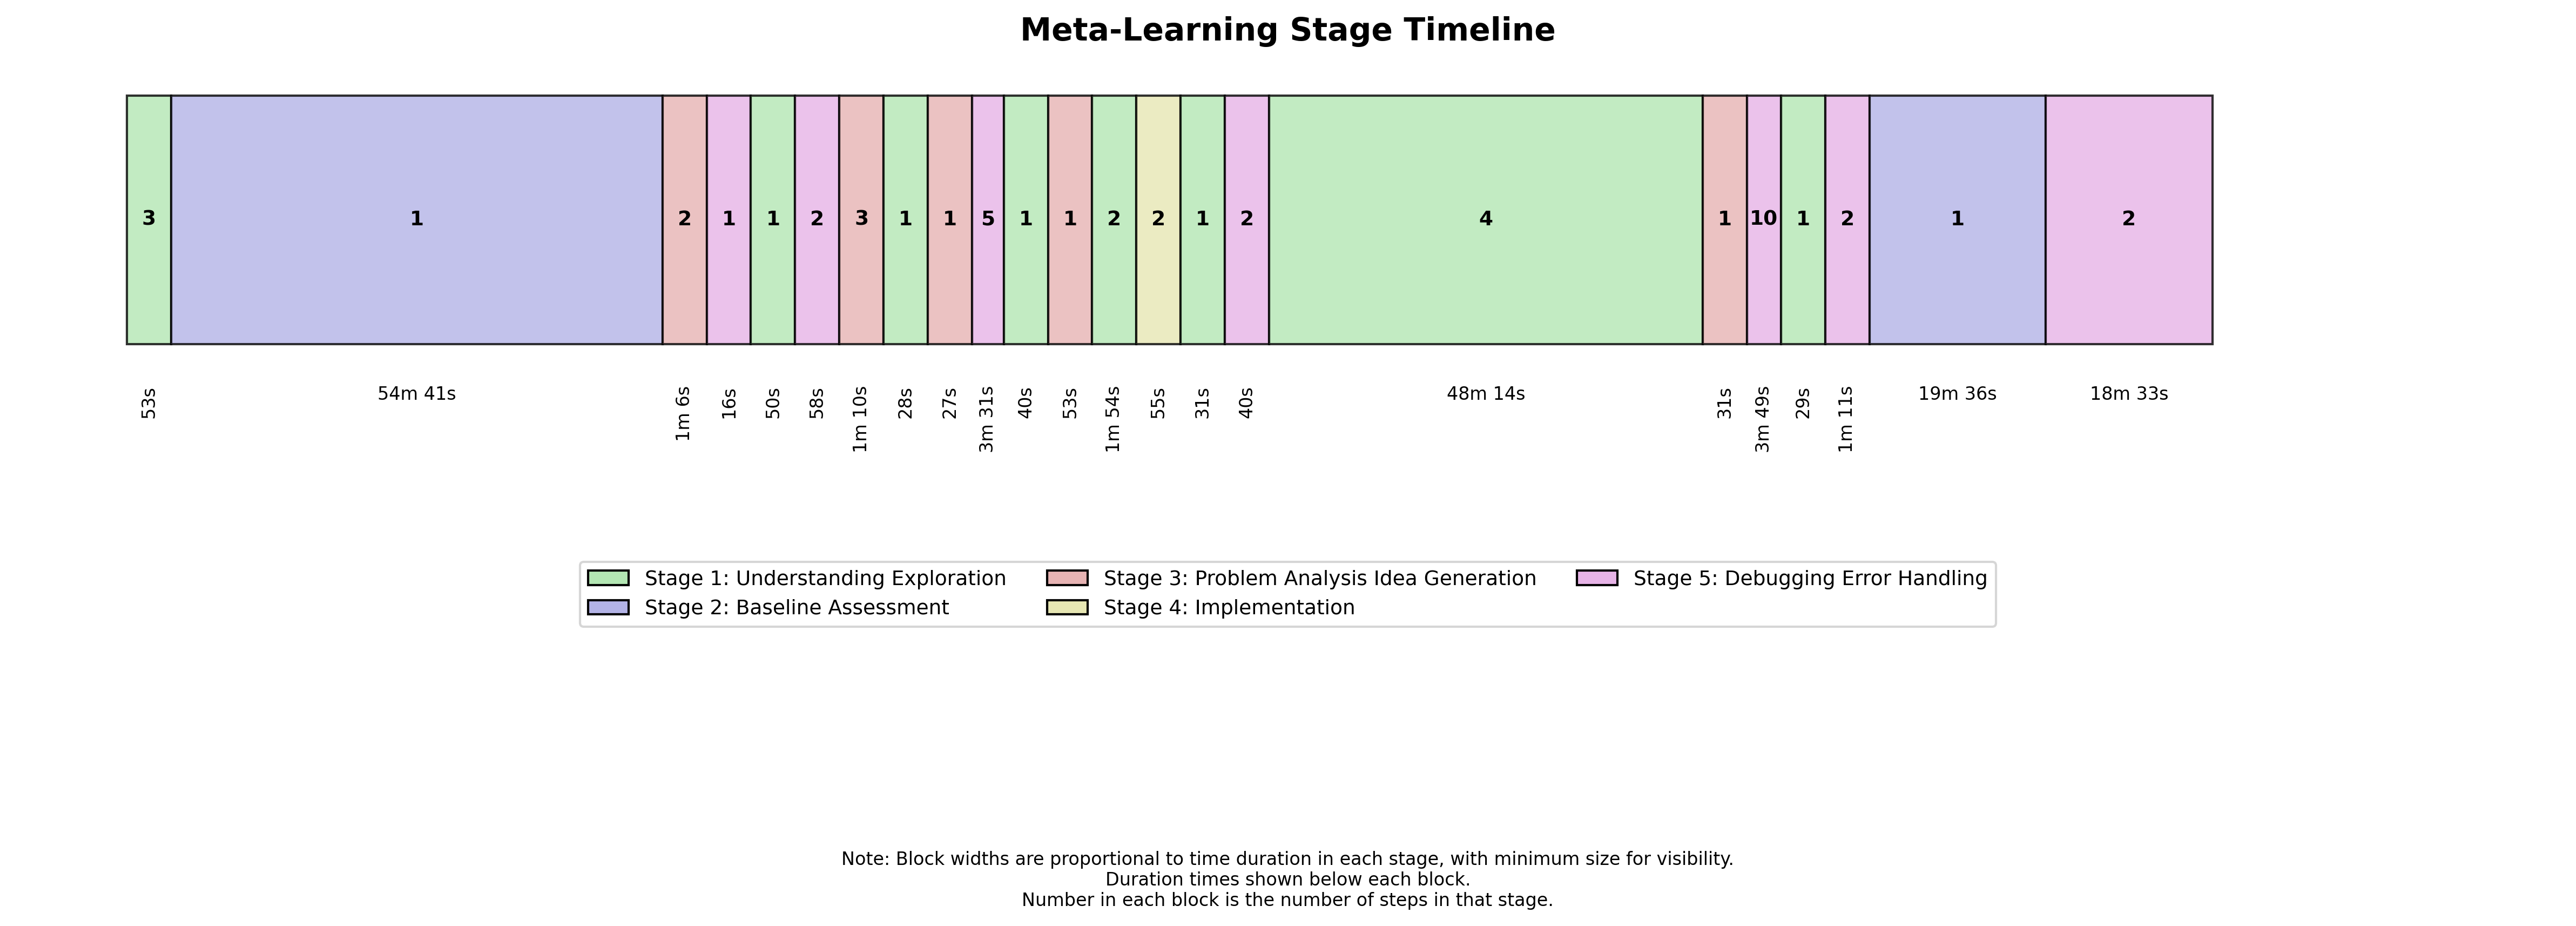 Meta-Learning Stage Timeline
3
1
2
1
1
2
3
1
1
5
1
1
2
2
1
2
4
1
10
1
2
1
2
53s
54m 41s
1m 6s
16s
50s
58s
1m 10s
28s
27s
3m 31s
40s
53s
1m 54s
55s
31s
40s
48m 14s
31s
3m 49s
29s
1m 11s
19m 36s
18m 33s
Stage 1: Understanding Exploration
Stage 2: Baseline Assessment
Stage 3: Problem Analysis Idea Generation
Stage 4: Implementation
Stage 5: Debugging Error Handling
Note: Block widths are proportional to time duration in each stage, with minimum size for visibility.
Duration times shown below each block.
Number in each block is the number of steps in that stage.